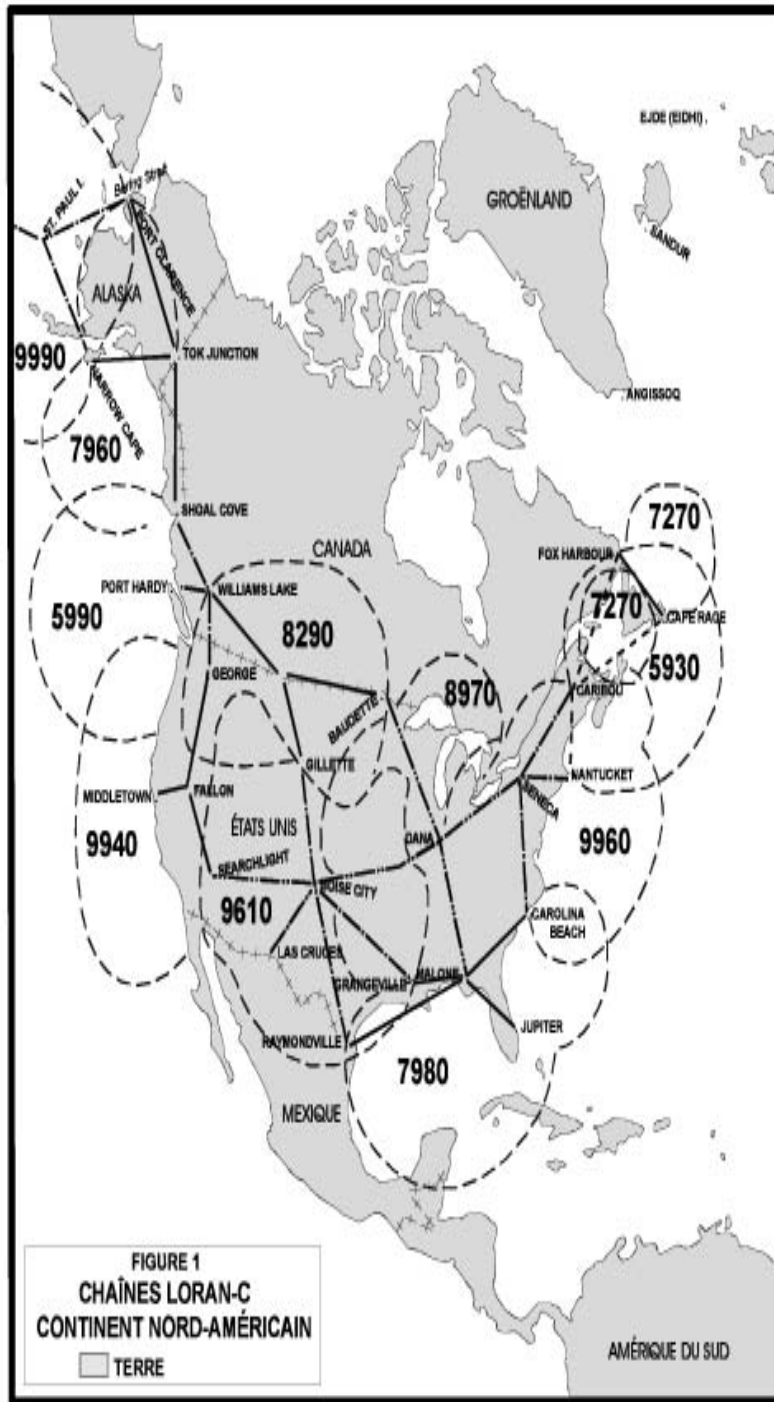 EJDE (EIDHI) .
GROËNLAND
SANDUR
Bering Strait
ST. PAUL I.
PORT CLARENCE
ALASKA
9990
TOK JUNCTION
NARROW CAPE
. ANGISSOQ
7960
SHOAL COVE
7270
CANADA
FOX HARBOUR
PORT HARDY
WILLIAMS LAKE
7270
CAPE RACE
5990
8290
5930
GEORGE
CARIBOU
8970
BAUDETTE
GILLETTE
NANTUCKET
SENECA
MIDDLETOWN
FALLON
ÉTATS UNIS
DANA
9940
9960
SEARCHLIGHT
BOISE CITY
9610
CAROLINA
BEACH
LAS CRUCES
GRANGEVILLE
MALONE
JUPITER
RAYMONDVILLE
7980
MEXIQUE
FIGURE 1
CHAÎNES LORAN-C
CONTINENT NORD-AMÉRICAIN
TERRE
AMÉRIQUE DU SUD